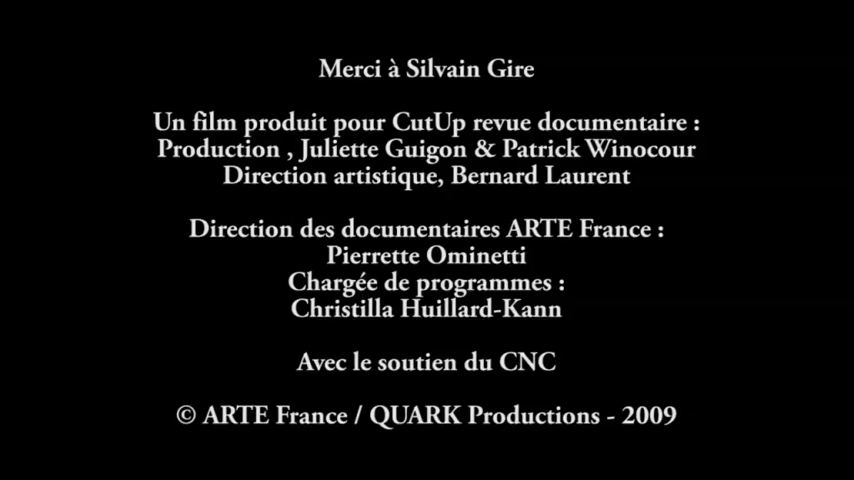 Merci à Silvain Gire
Un film produit pour CutUp revue documentaire :
Production , Juliette Guigon & Patrick Winocour
Direction artistique, Bernard Laurent
Direction des documentaires ARTE France :
Pierrette Ominetti
Chargée de programmes :
Christilla Huillard-Kann
Avec le soutien du CNC
© ARTE France / QUARK Productions - 2009